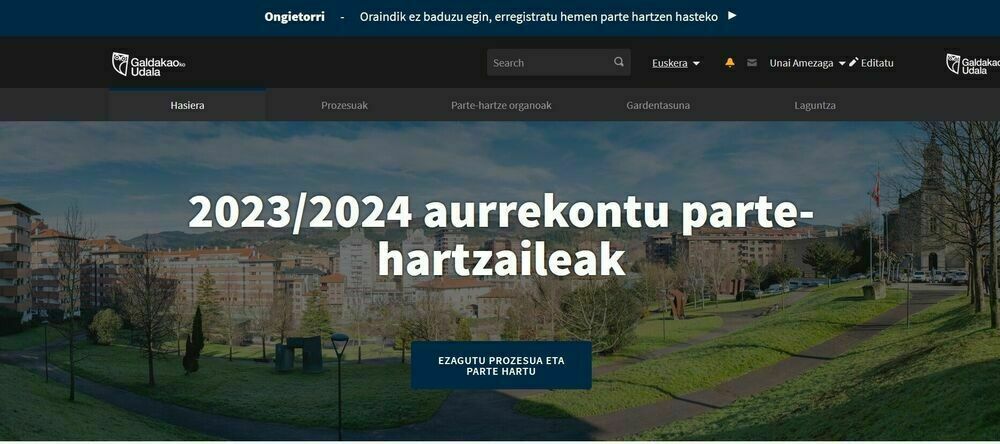 Ongietorri - Oraindik ez baduzu egin, erregistratu hemen parte hartzen hasteko
Galdakaoko
Udala
Search
Euskera
Unai Amezaga
Editatu
Galdakao
Udala
Hasiera
Prozesuak
Parte-hartze organoak
Gardentasuna
Laguntza
2023/2024 aurrekontu parte-
hartzaileak
EZAGUTU PROZESUA ETA
PARTE HARTU